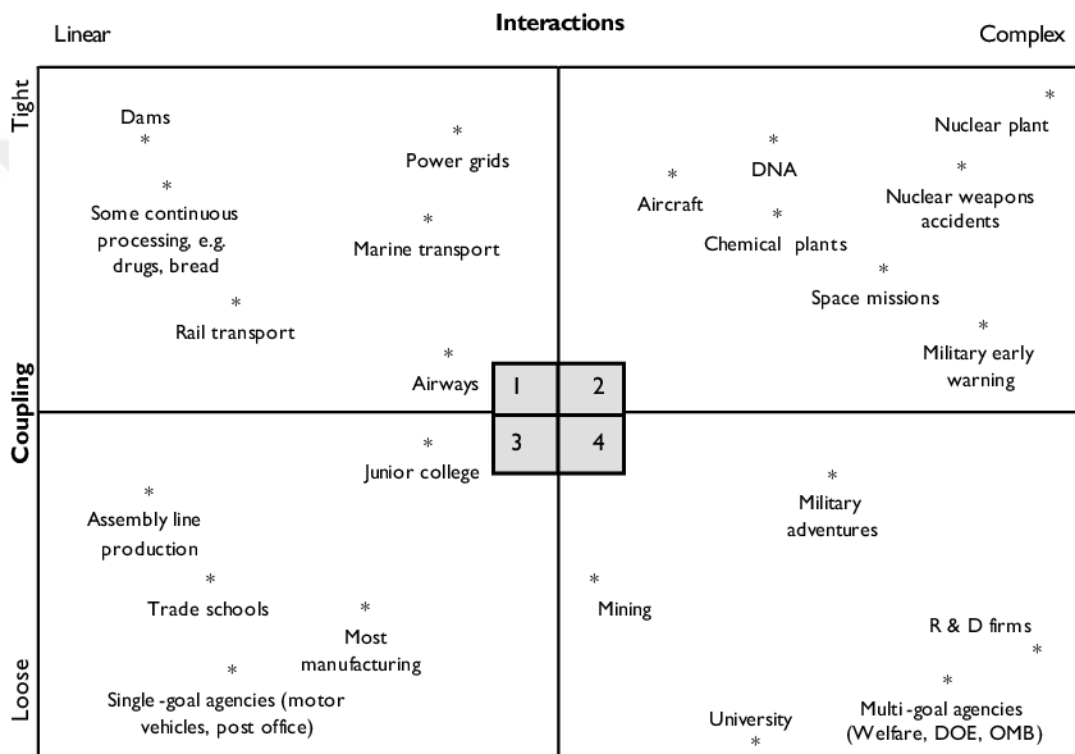 Interactions
Linear
Complex
Tight
Coupling
Loose
Dams
*
*
Power grids
*
Some continuous
processing, e.g.
drugs, bread
*
Marine transport
*
Rail transport
*
Airways
*
Nuclear plant
*
DNA
*
Aircraft
*
Nuclear weapons
accidents
*
Chemical plants
*
Space missions
*
Military early
warning
1
2
3
4
*
Junior college
*
Assembly line
production
*
Trade schools
*
Most
manufacturing
*
Single-goal agencies (motor
vehicles, post office)
*
Military
adventures
*
Mining
R & D firms
*
*
Multi-goal agencies
(Welfare, DOE, OMB)
University
*